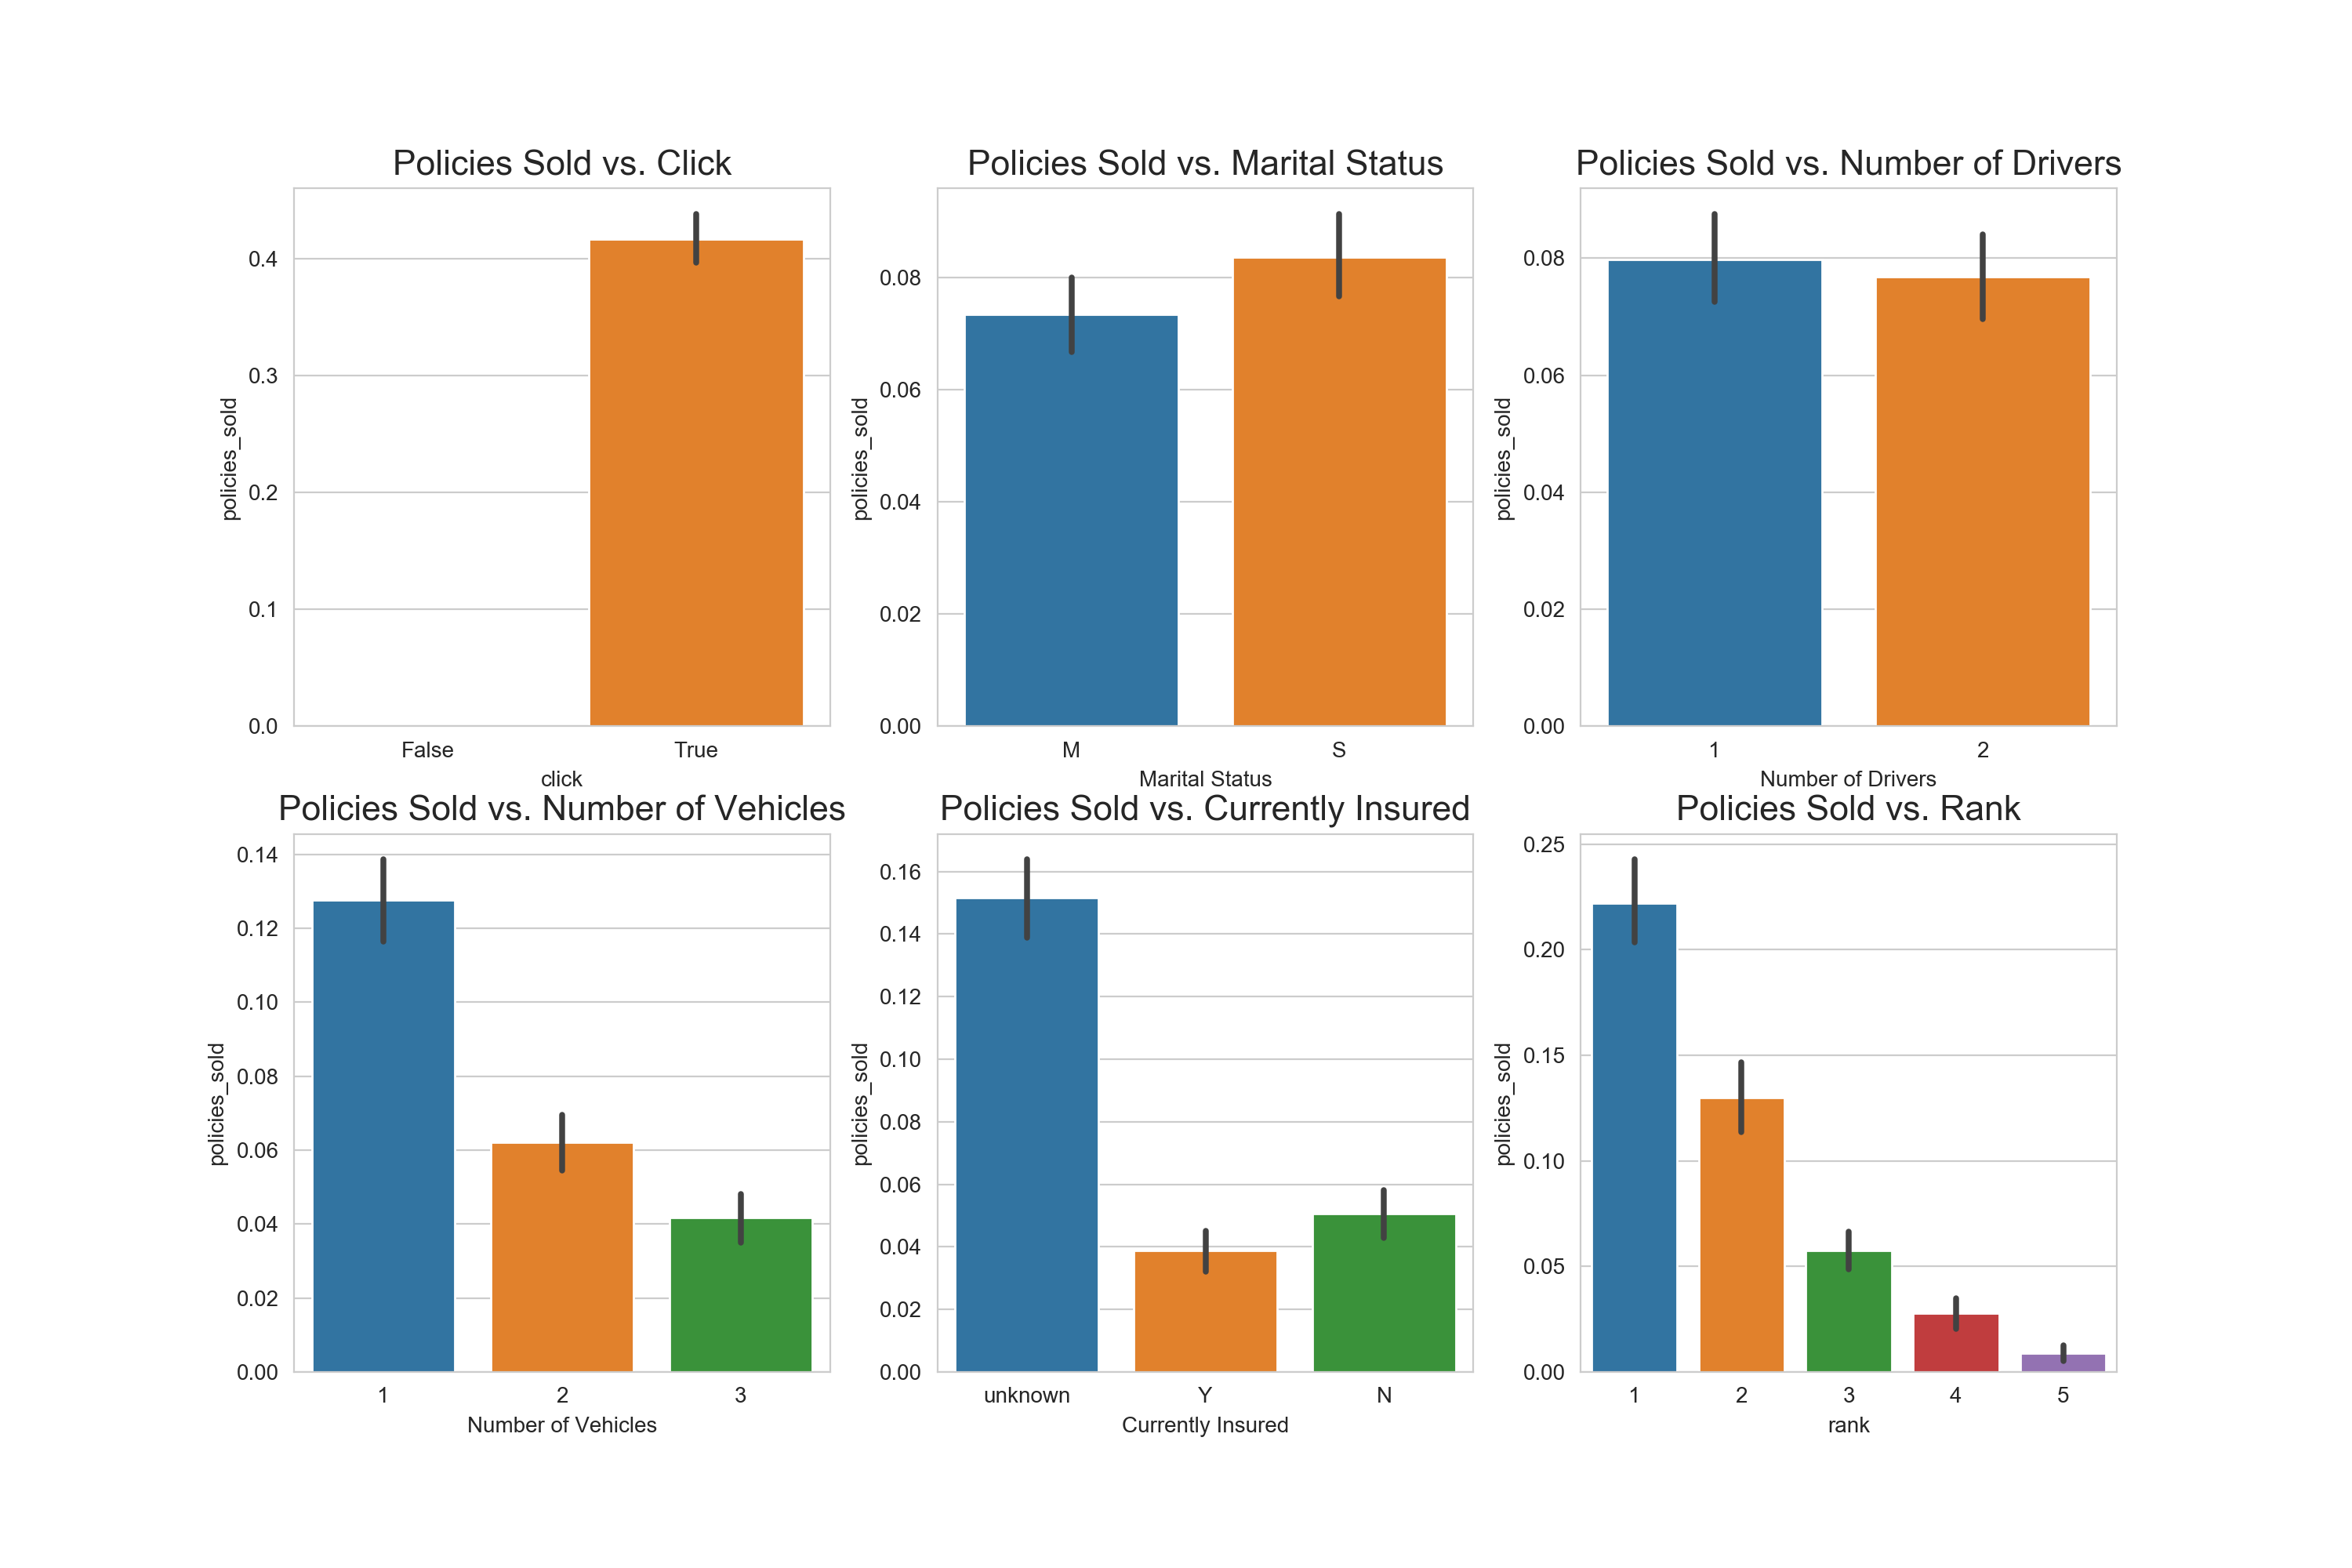 Policies Sold vs. Click
policies_sold
0.4
0.3
0.2
0.1
0.0
False True
click
Policies Sold vs. Marital Status
policies_sold
0.08
0.06
0.04
0.02
0.00
M S
Marital Status
Policies Sold vs. Number of Drivers
policies_sold
0.08
0.06
0.04
0.02
0.00
1 2
Number of Drivers
Policies Sold vs. Number of Vehicles
policies_sold
0.14
0.12
0.10
0.08
0.06
0.04
0.02
0.00
1 2 3
Number of Vehicles
Policies Sold vs. Currently Insured
policies_sold
0.16
0.14
0.12
0.10
0.08
0.06
0.04
0.02
0.00
unknown Y N
Currently Insured
Policies Sold vs. Rank
policies_sold
0.25
0.20
0.15
0.10
0.05
0.00
1 2 3 4 5
rank